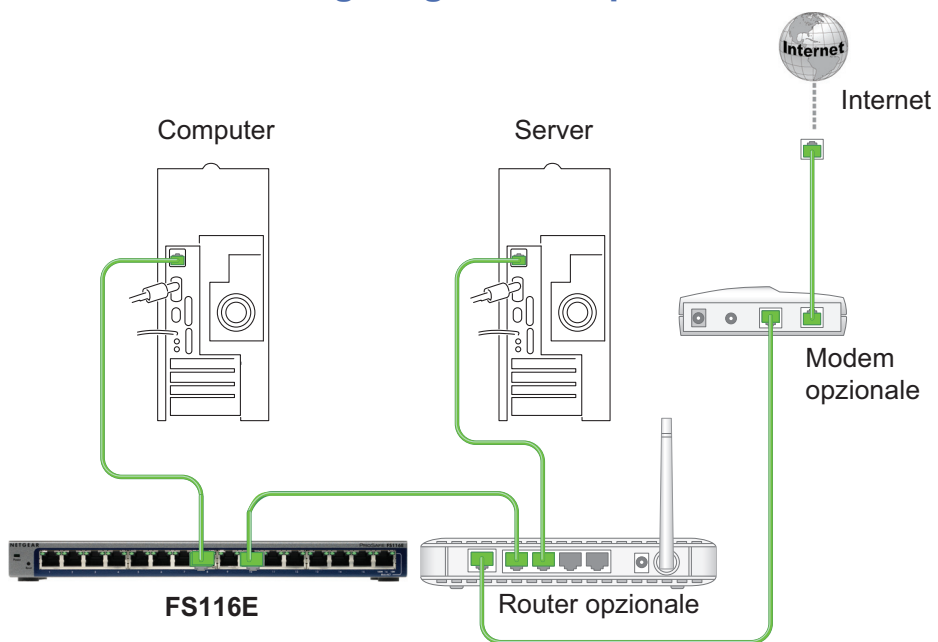 Internet
Internet
Computer
Server
Modem
opzionale
NETGEAR
FS116E
Router opzionale